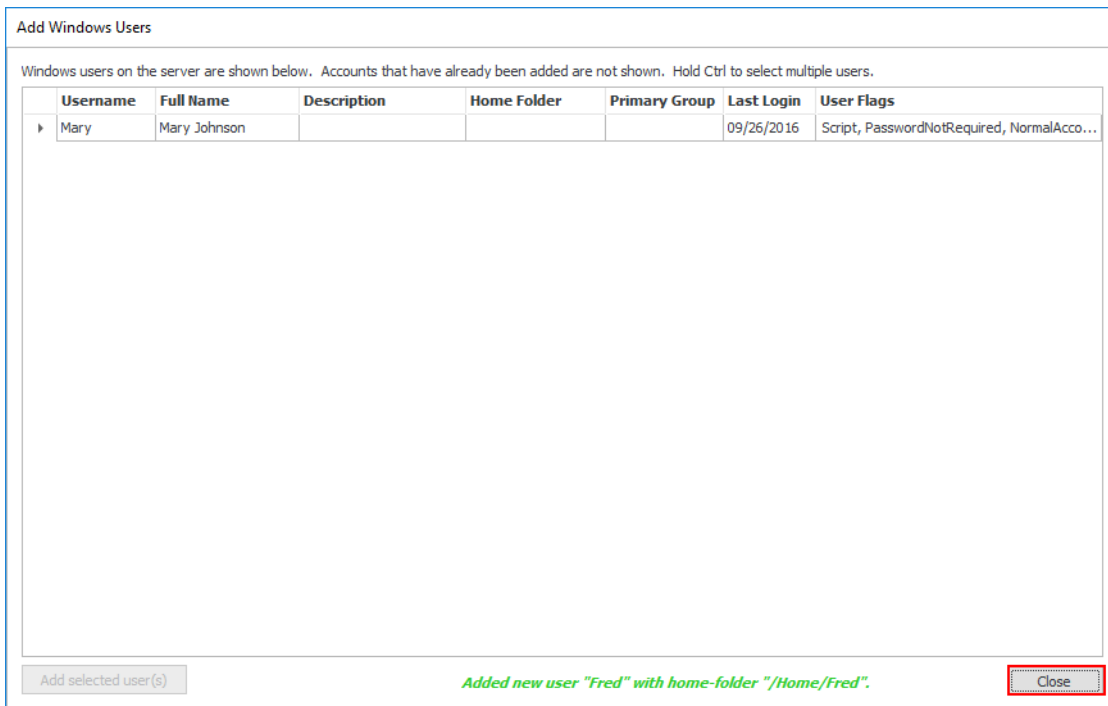 Add Windows Users
Windows users on the server are shown below. Accounts that have already been added are not shown. Hold Ctrl to select multiple users.
Username Full Name Description Home Folder Primary Group Last Login User Flags
Mary Mary Johnson 09/26/2016 Script, PasswordNotRequired, NormalAcco...
Add selected user(s) Added new user "Fred" with home-folder "/Home/Fred". Close